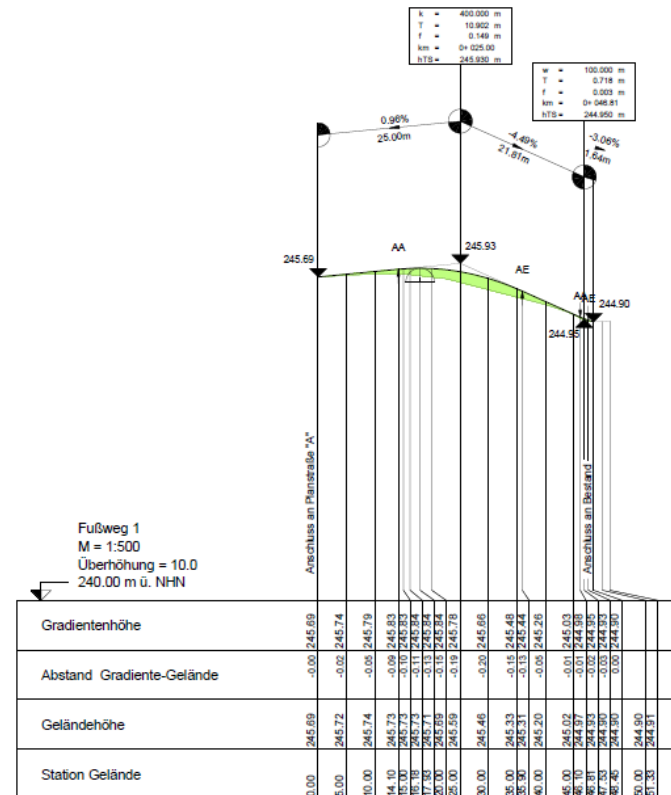 k = 400.000 m
T = 10.902 m
f = 0.149 m
km = 0+ 025.00
hTS = 245.930 m
w = 100.000 m
T = 0.718 m
f = 0.003 m
km = 0+ 046.81
hTS = 244.950 m
0.96%
25.00m
-4.49%
21.81m
-3.06%
1.64m
245.69
AA
245.93
AE
AA
AE
244.90
244.95
Anschluss an Planstraße "A"
Anschluss an Bestand
Fußweg 1
M = 1:500
Überhöhung = 10.0
240.00 m ü. NHN
Gradientenhöhe 245.69 245.74 245.79 245.83 245.83 245.84 245.84 245.84 245.78 245.66 245.48 245.44 245.26 245.03 244.98 244.95 244.93 244.90
Abstand Gradiente-Gelände -0.00 -0.02 -0.05 -0.09 -0.10 -0.11 -0.13 -0.15 -0.19 -0.20 -0.15 -0.13 -0.05 -0.01 -0.01 -0.02 -0.03 0.00
Geländehöhe 245.69 245.72 245.74 245.73 245.73 245.73 245.71 245.69 245.59 245.46 245.33 245.31 245.20 245.02 244.97 244.93 244.90 244.90 244.90 244.91
Station Gelände 0.00 5.00 10.00 14.10 15.00 16.18 17.93 20.00 25.00 30.00 35.00 35.90 40.00 45.00 46.10 46.81 47.53 48.45 50.00 51.33